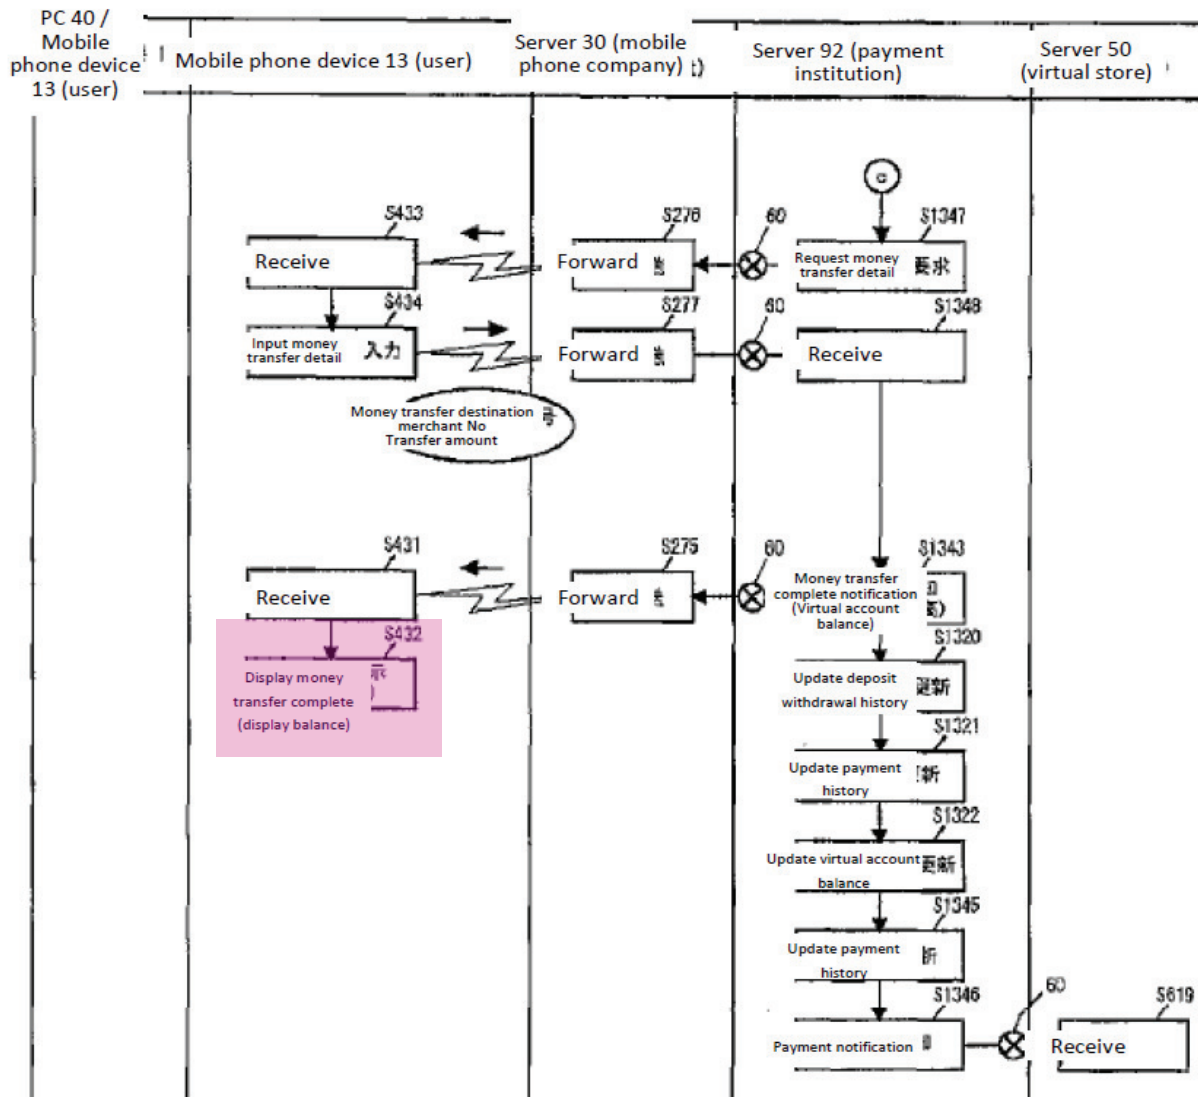 PC 40 /
Mobile
phone device
13 (user)
Mobile phone device 13 (user)
Server 30 (mobile
phone company)
Server 92 (payment
institution)
Server 50
(virtual store)
S433
Receive
S276
Forward
60
S1347
Request money
transfer detail
要求
S434
Input money
transfer detail
入力
S277
Forward
60
S1348
Receive
Money transfer destination
merchant No
Transfer amount
S431
Receive
S275
Forward
60
S1343
Money transfer
complete notification
(Virtual account
balance)
S432
Display money
transfer complete
(display balance)
S1320
Update deposit
withdrawal history
更新
S1321
Update payment
history
新
S1322
Update virtual account
balance
更新
S1345
Update payment
history
S1346
Payment notification
60
S619
Receive